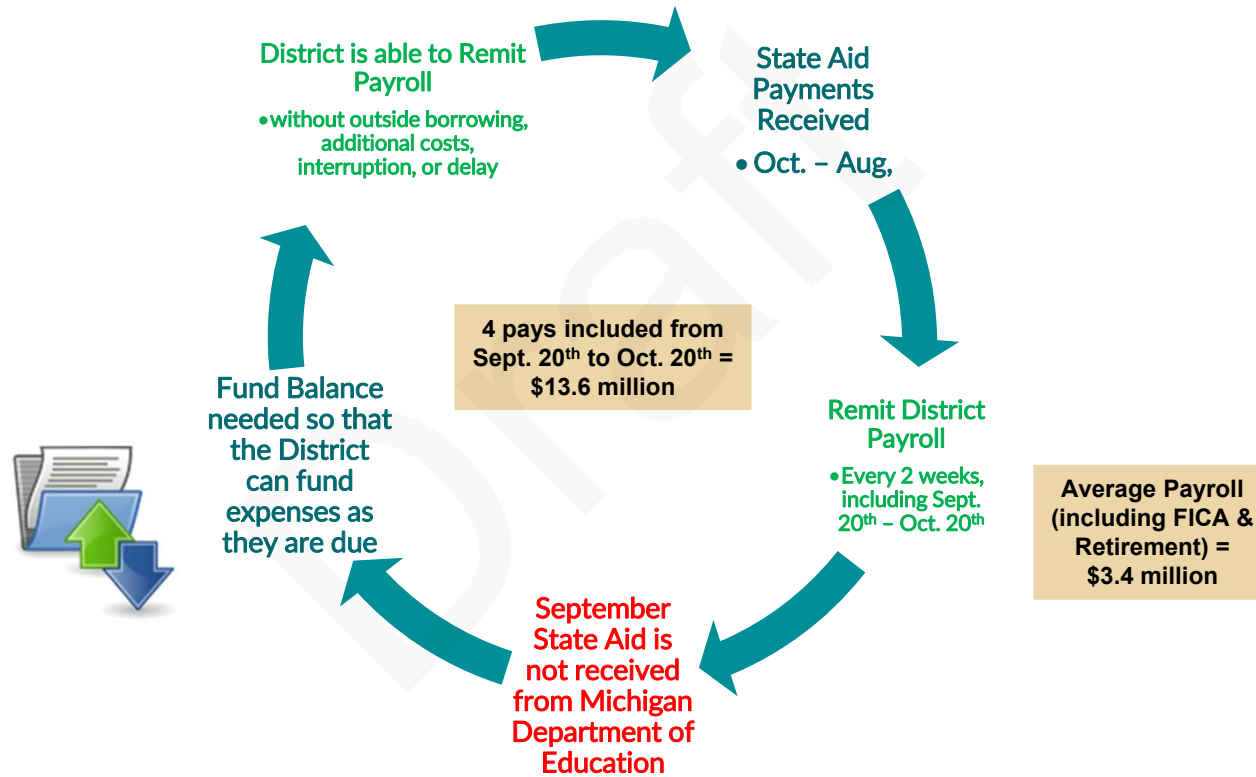 District is able to Remit
Payroll
•without outside borrowing,
additional costs,
interruption, or delay
State Aid
Payments
Received
• Oct. – Aug,
4 pays included from
Sept. 20th to Oct. 20th =
$13.6 million
Remit District
Payroll
•Every 2 weeks,
including Sept.
20th – Oct. 20th
Average Payroll
(including FICA &
Retirement) =
$3.4 million
September
State Aid is
not received
from Michigan
Department of
Education
Fund Balance
needed so that
the District
can fund
expenses as
they are due
Draft